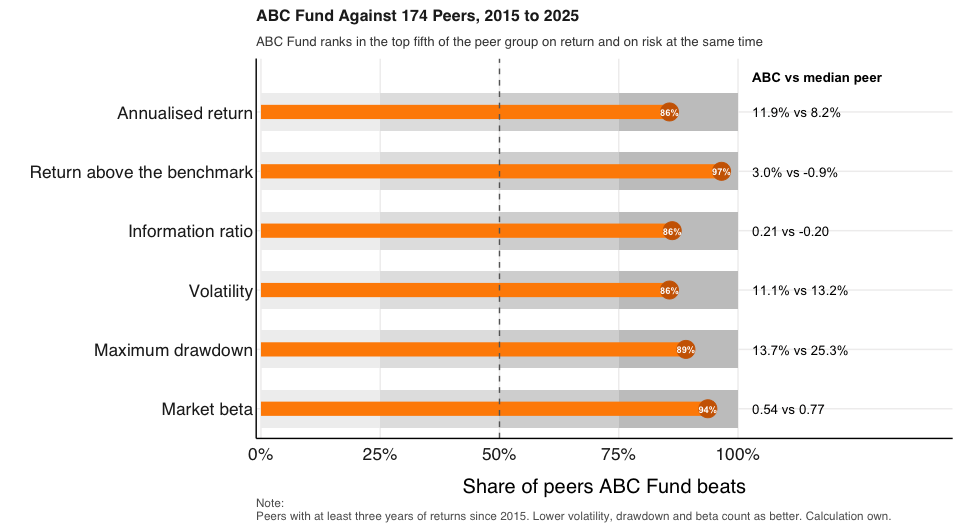 ABC Fund Against 174 Peers, 2015 to 2025
ABC Fund ranks in the top fifth of the peer group on return and on risk at the same time
ABC vs median peer
Annualised return 86% 11.9% vs 8.2%
Return above the benchmark 97% 3.0% vs -0.9%
Information ratio 86% 0.21 vs -0.20
Volatility 86% 11.1% vs 13.2%
Maximum drawdown 89% 13.7% vs 25.3%
Market beta 94% 0.54 vs 0.77
0% 25% 50% 75% 100%
Share of peers ABC Fund beats
Note:
Peers with at least three years of returns since 2015. Lower volatility, drawdown and beta count as better. Calculation own.